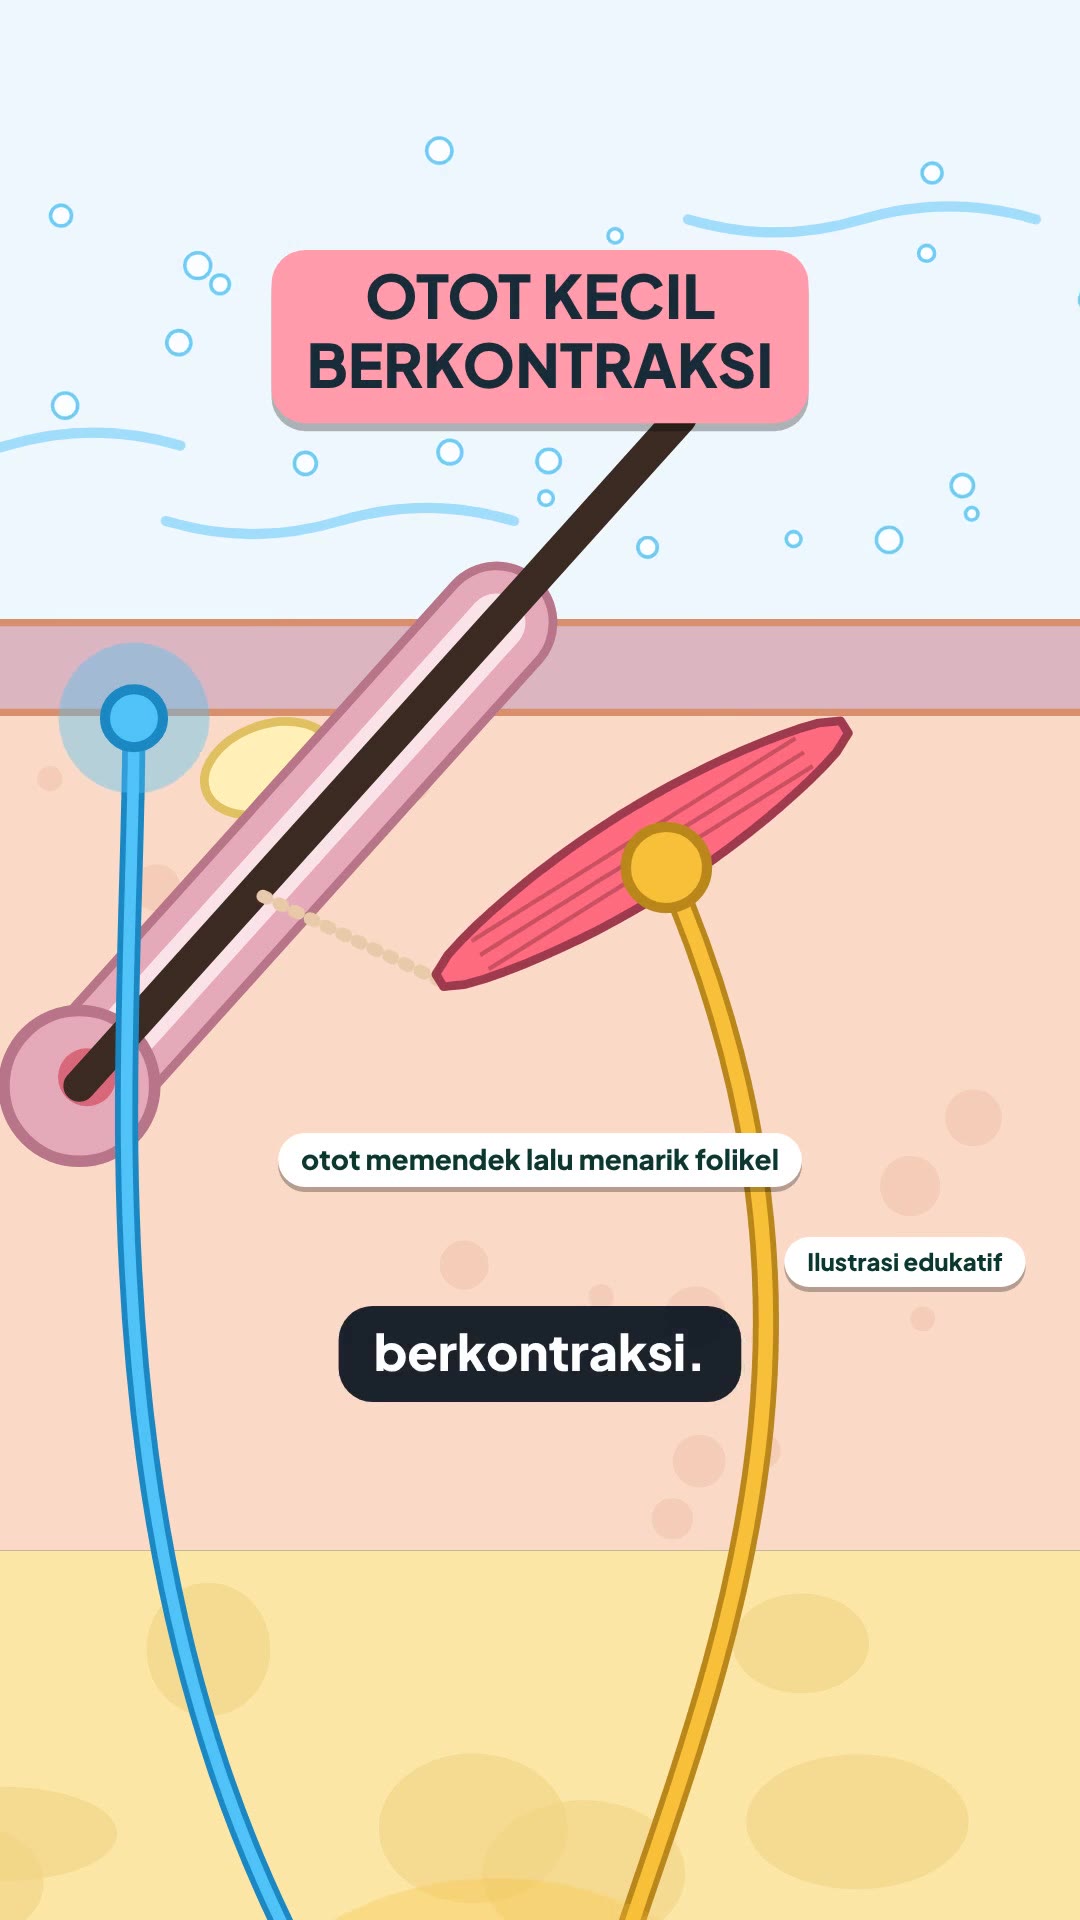 OTOT KECIL
BERKONTRAKSI
otot memendek lalu menarik folikel
Ilustrasi edukatif
berkontraksi.